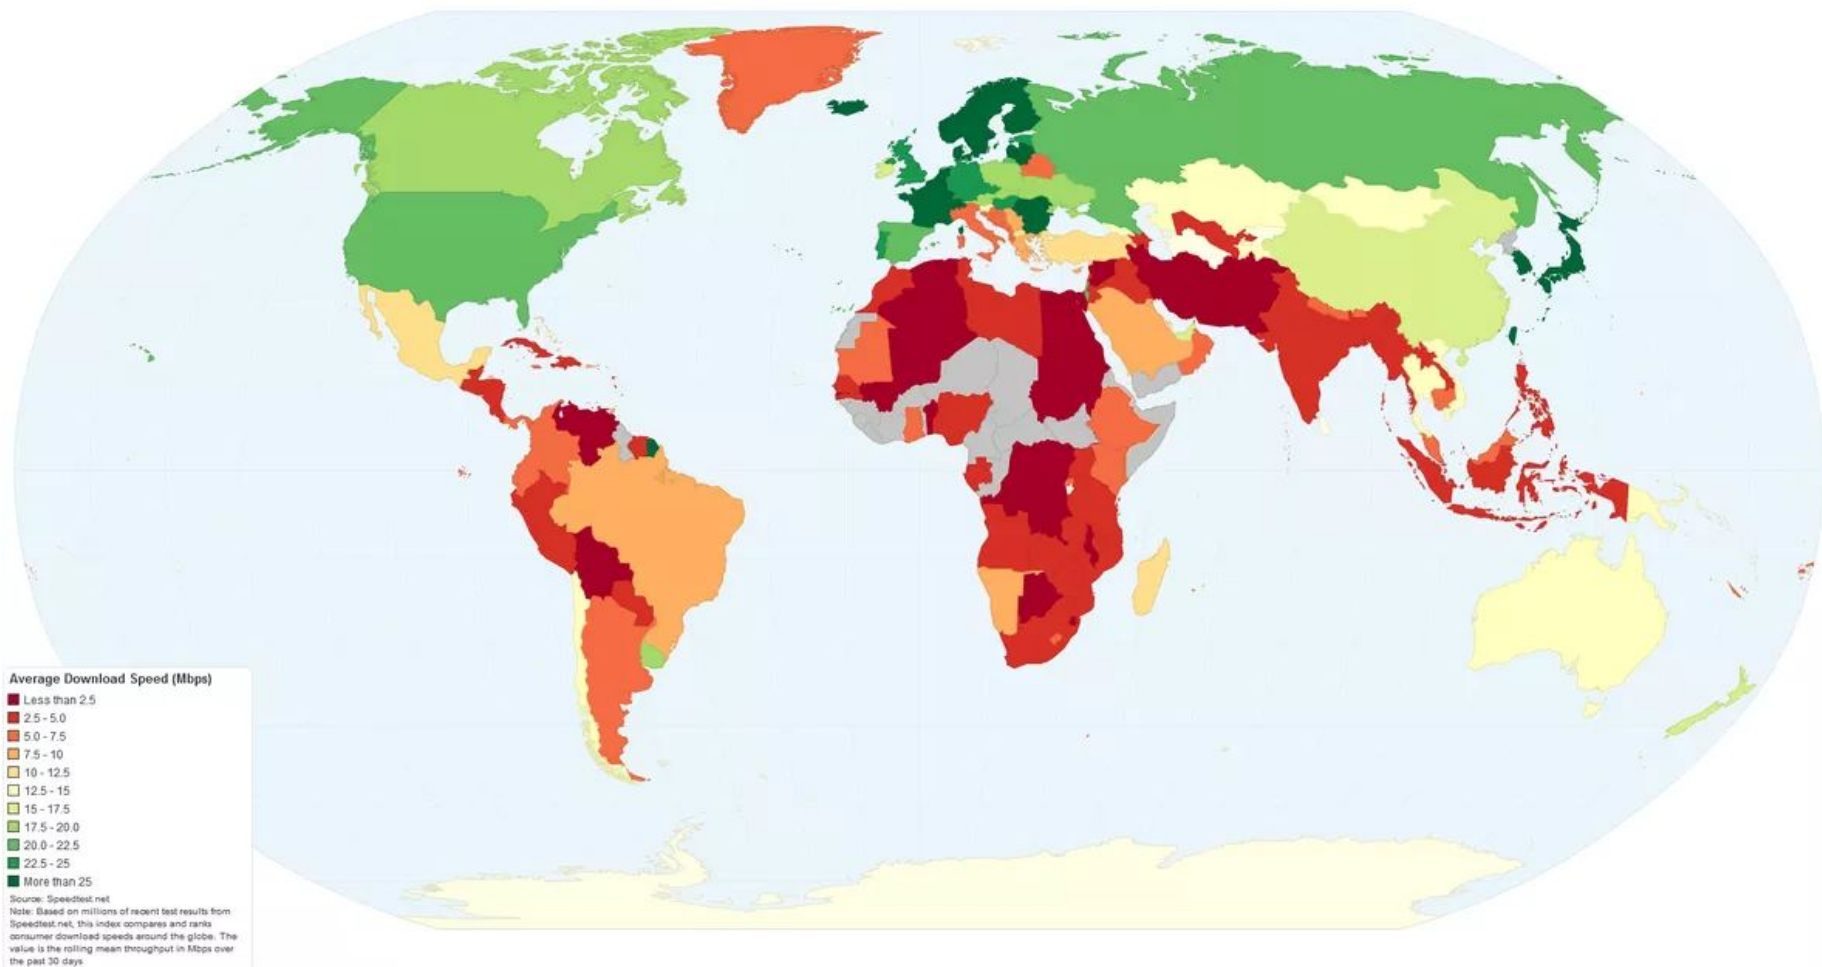 Average Download Speed (Mbps)
Less than 2.5
2.5 - 5.0
5.0 - 7.5
7.5 - 10
10 - 12.5
12.5 - 15
15 - 17.5
17.5 - 20.0
20.0 - 22.5
22.5 - 25
More than 25
Source: Speedtest.net
Note: Based on millions of recent test results from
Speedtest.net, this index compares and ranks
consumer download speeds around the globe. The
value is the rolling mean throughput in Mbps over
the past 30 days